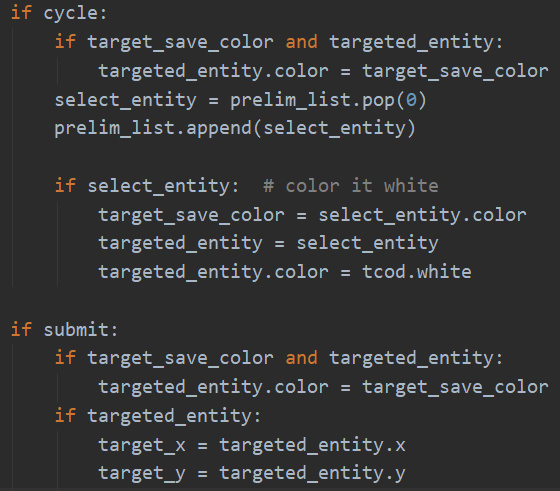 if cycle:
    if target_save_color and targeted_entity:
        targeted_entity.color = target_save_color
    select_entity = prelim_list.pop(0)
    prelim_list.append(select_entity)

    if select_entity:  # color it white
        target_save_color = select_entity.color
        targeted_entity = select_entity
        targeted_entity.color = tcod.white

if submit:
    if target_save_color and targeted_entity:
        targeted_entity.color = target_save_color
    if targeted_entity:
        target_x = targeted_entity.x
        target_y = targeted_entity.y